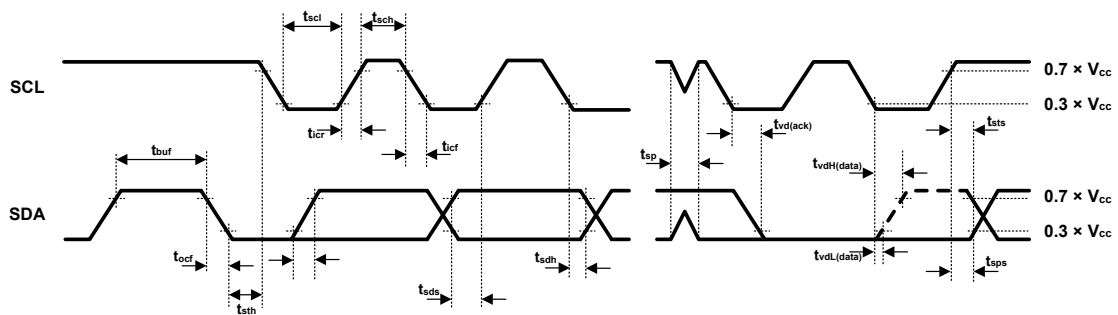 tscl
tsch
SCL
0.7 × Vcc
0.3 × Vcc
ticr
ticf
tvd(ack)
tsts
tbuf
tsp
tvdH(data)
SDA
0.7 × Vcc
0.3 × Vcc
tocf
tsdh
tvdL(data)
tsps
tsds
tsth